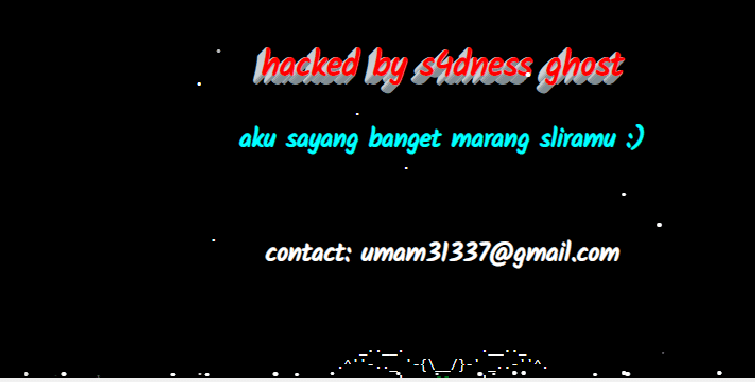 hacked by s4dness ghost
aku sayang banget marang sliramu :)
contact: umam31337@gmail.com